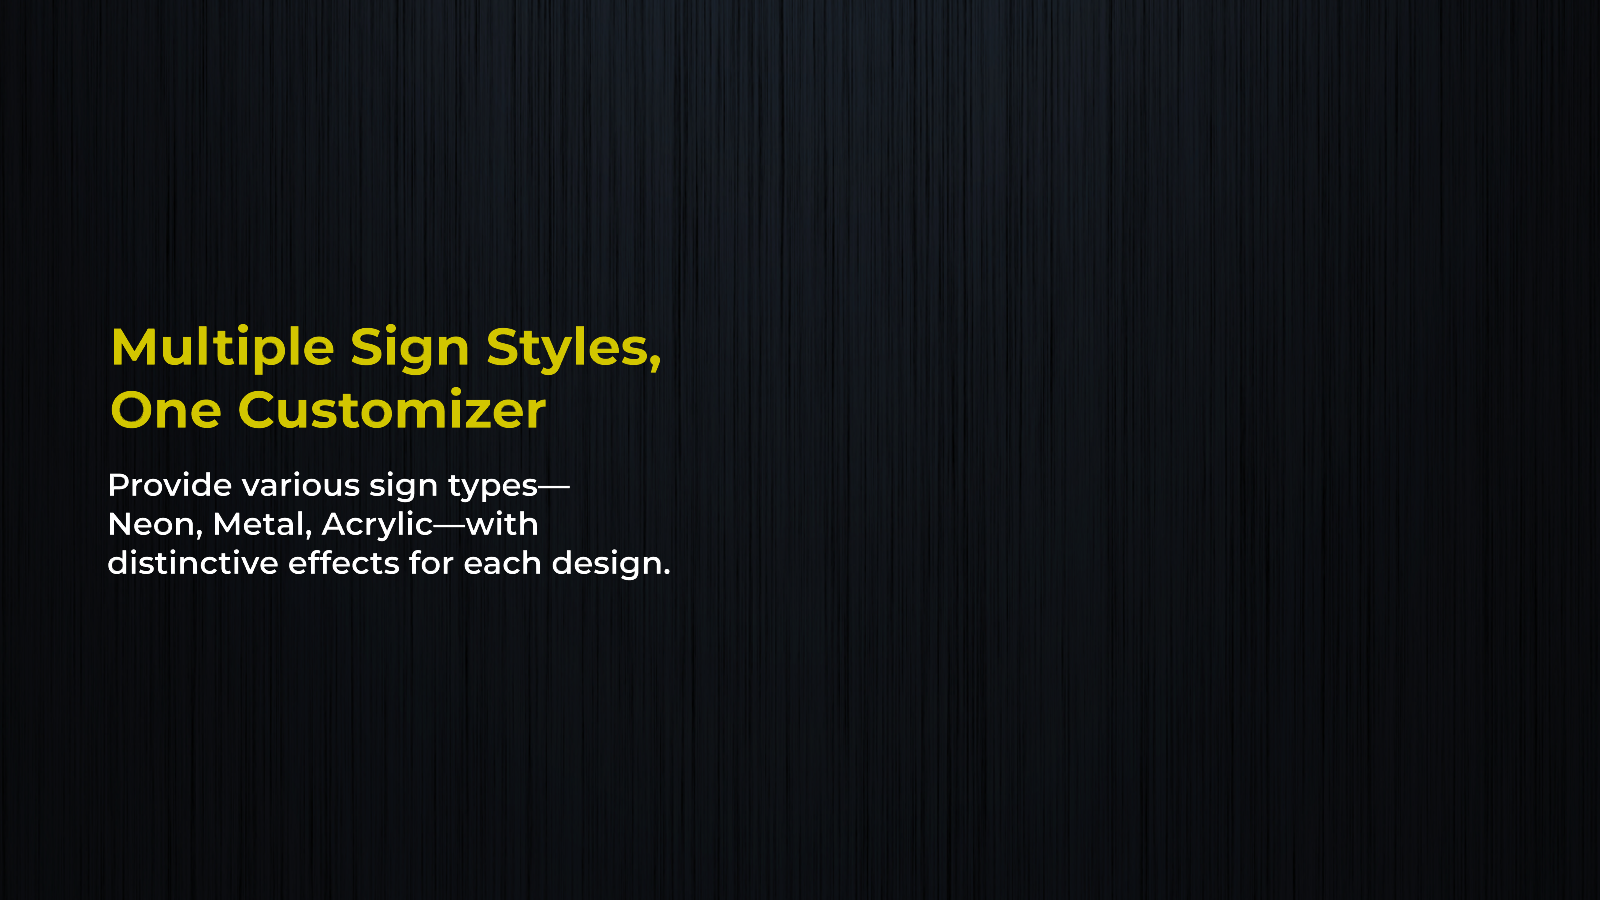 Multiple Sign Styles,
One Customizer
Provide various sign types—
Neon, Metal, Acrylic—with
distinctive effects for each design.